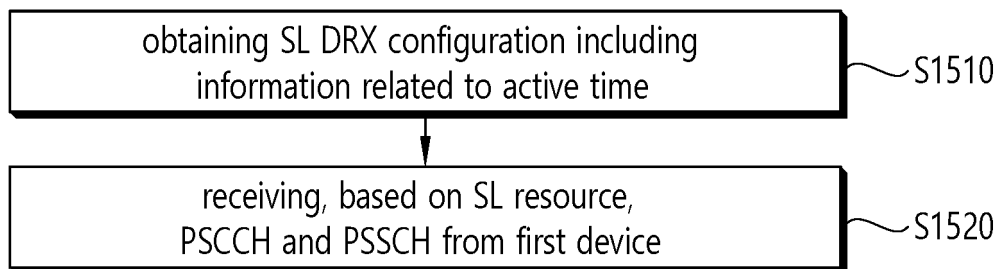 obtaining SL DRX configuration including
information related to active time
S1510
receiving, based on SL resource,
PSCCH and PSSCH from first device
S1520